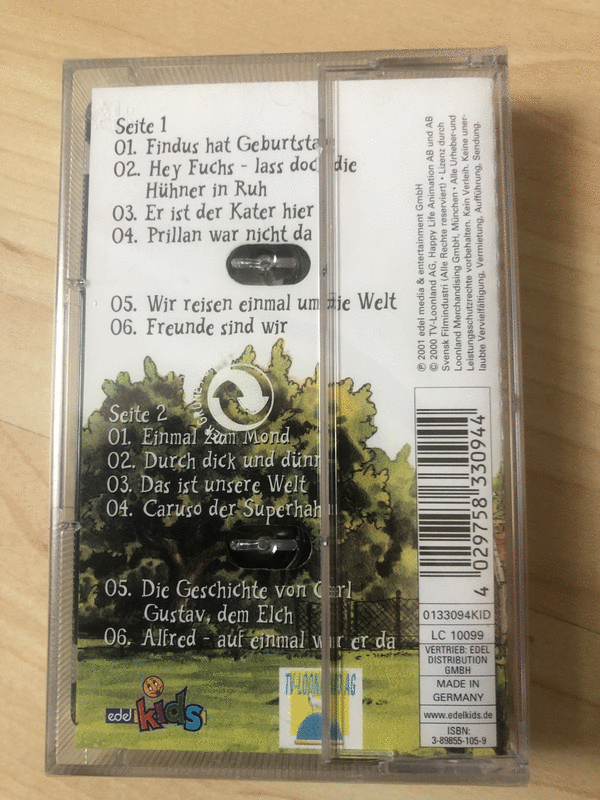 Seite 1
01. Findus hat Geburtstag
02. Hey Fuchs - lass doch die
Hühner in Ruh
03. Er ist der Kater hier
04. Prillan war nicht da
05. Wir reisen einmal um die Welt
06. Freunde sind wir
Seite 2
01. Einmal zum Mond
02. Durch dick und dünn
03. Das ist unsere Welt
04. Caruso der Superhahn
05. Die Geschichte von Carl
Gustav, dem Elch
06. Alfred - auf einmal war er da
edel kids
TV-LOONLAND AG
℗ 2001 edel media & entertainment GmbH
© 2000 TV-Loonland AG, Happy Life Animation AB und AB
Svensk Filmindustri (Alle Rechte reserviert) • Lizenz durch
Loonland Merchandising GmbH, München • Alle Urheber-und
Leistungsschutzrechte vorbehalten. Kein Verleih. Keine uner-
laubte Vervielfältigung, Vermietung, Aufführung, Sendung.
4 029758 330944
0133094KID
LC 10099
VERTRIEB: EDEL
DISTRIBUTION
GMBH
MADE IN
GERMANY
www.edelkids.de
ISBN:
3-89855-105-9